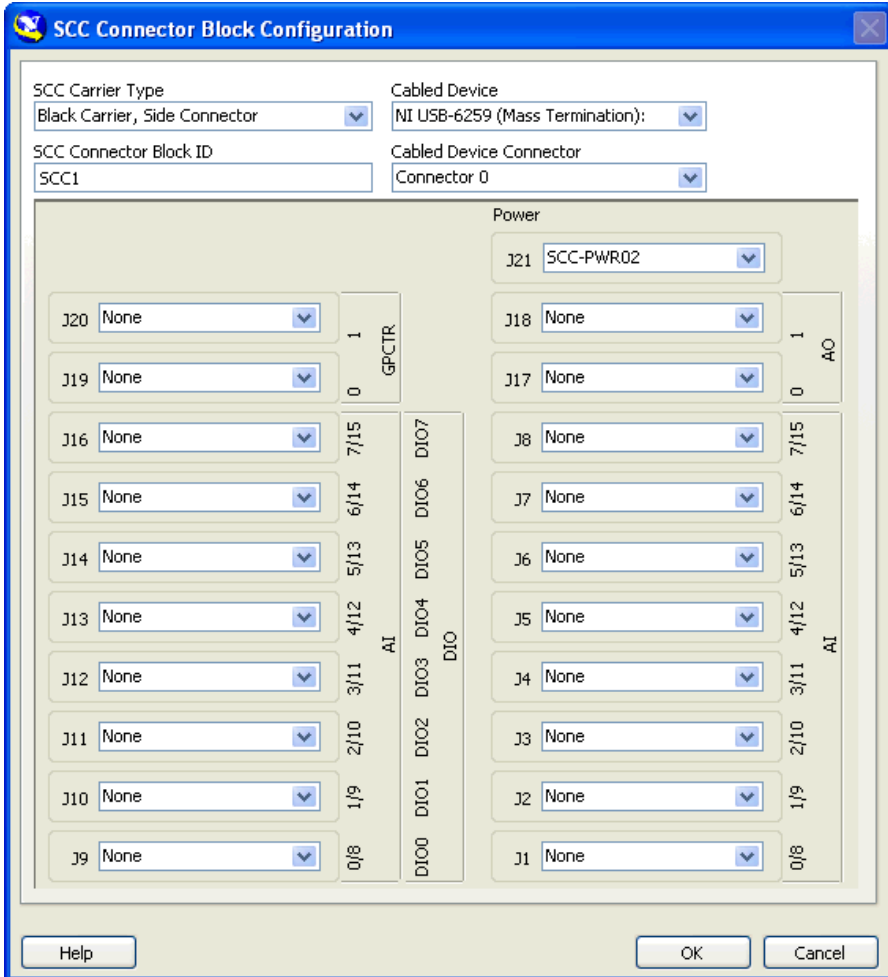 SCC Connector Block Configuration
SCC Carrier Type
Cabled Device
Black Carrier, Side Connector
NI USB-6259 (Mass Termination):
SCC Connector Block ID
Cabled Device Connector
SCC1
Connector 0
Power
J21 SCC-PWR02
J20 None
1
GPCTR
J18 None
1
AO
J19 None
0
J17 None
0
J16 None
7/15
DIO7
J8 None
7/15
J15 None
6/14
DIO6
J7 None
6/14
J14 None
5/13
DIO5
J6 None
5/13
J13 None
4/12
DIO4
J5 None
4/12
AI
DIO
AI
J12 None
3/11
DIO3
J4 None
3/11
J11 None
2/10
DIO2
J3 None
2/10
J10 None
1/9
DIO1
J2 None
1/9
J9 None
0/8
DIO0
J1 None
0/8
Help
OK
Cancel